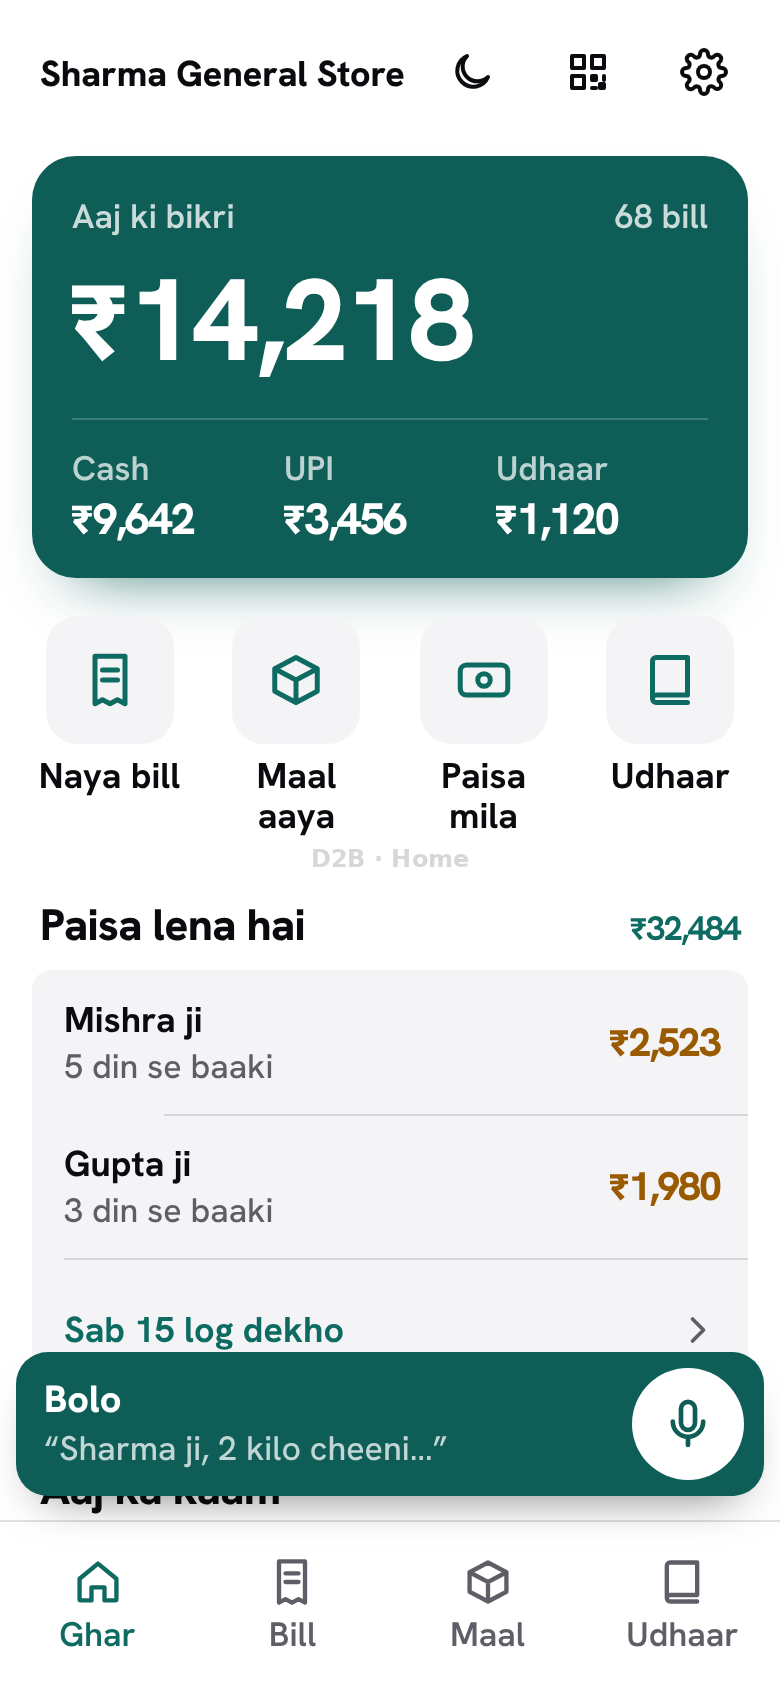 Sharma General Store
Aaj ki bikri 68 bill
₹14,218
Cash UPI Udhaar
₹9,642 ₹3,456 ₹1,120
Naya bill Maal aaya Paisa mila Udhaar
D2B · Home
Paisa lena hai ₹32,484
Mishra ji
5 din se baaki ₹2,523
Gupta ji
3 din se baaki ₹1,980
Sab 15 log dekho
Bolo
“Sharma ji, 2 kilo cheeni...”
Aaj ka kaam
Ghar Bill Maal Udhaar